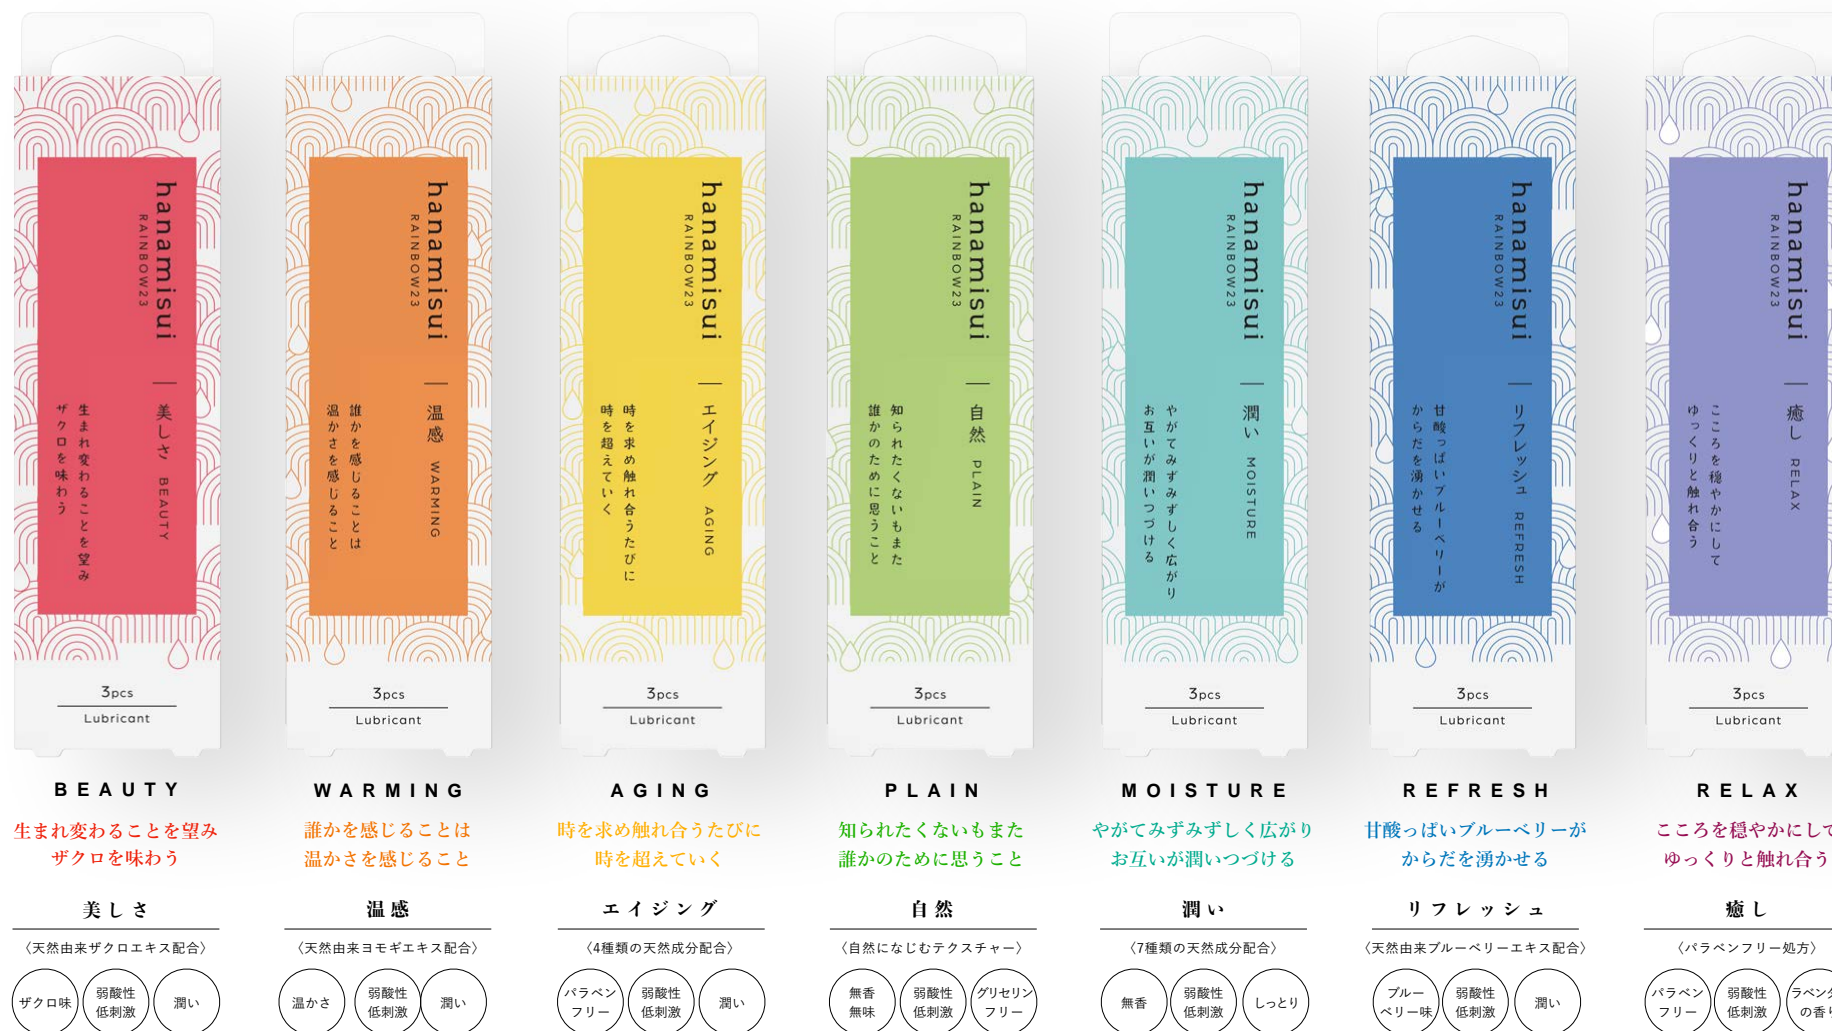 hanamisui
RAINBOW23
美しさ BEAUTY
生まれ変わることを望み
ザクロを味わう
3pcs
Lubricant
hanamisui
RAINBOW23
温感 WARMING
誰かを感じることは
温かさを感じること
3pcs
Lubricant
hanamisui
RAINBOW23
エイジング AGING
時を求め触れ合うたびに
時を超えていく
3pcs
Lubricant
hanamisui
RAINBOW23
自然 PLAIN
知られたくないもまた
誰かのために思うこと
3pcs
Lubricant
hanamisui
RAINBOW23
潤い MOISTURE
やがてみずみずしく広がり
お互いが潤いつづける
3pcs
Lubricant
hanamisui
RAINBOW23
リフレッシュ REFRESH
甘酸っぱいブルーベリーが
からだを湧かせる
3pcs
Lubricant
hanamisui
RAINBOW23
癒し RELAX
こころを穏やかにして
ゆっくりと触れ合う
3pcs
Lubricant
BEAUTY
生まれ変わることを望み
ザクロを味わう
美しさ
〈天然由来ザクロエキス配合〉
ザクロ味
弱酸性
低刺激
潤い
WARMING
誰かを感じることは
温かさを感じること
温感
〈天然由来ヨモギエキス配合〉
温かさ
弱酸性
低刺激
潤い
AGING
時を求め触れ合うたびに
時を超えていく
エイジング
〈4種類の天然成分配合〉
パラベン
フリー
弱酸性
低刺激
潤い
PLAIN
知られたくないもまた
誰かのために思うこと
自然
〈自然になじむテクスチャー〉
無香
無味
弱酸性
低刺激
グリセリン
フリー
MOISTURE
やがてみずみずしく広がり
お互いが潤いつづける
潤い
〈7種類の天然成分配合〉
無香
弱酸性
低刺激
しっとり
REFRESH
甘酸っぱいブルーベリーが
からだを湧かせる
リフレッシュ
〈天然由来ブルーベリーエキス配合〉
ブルー
ベリー味
弱酸性
低刺激
潤い
RELAX
こころを穏やかにして
ゆっくりと触れ合う
癒し
〈パラベンフリー処方〉
パラベン
フリー
弱酸性
低刺激
の香り